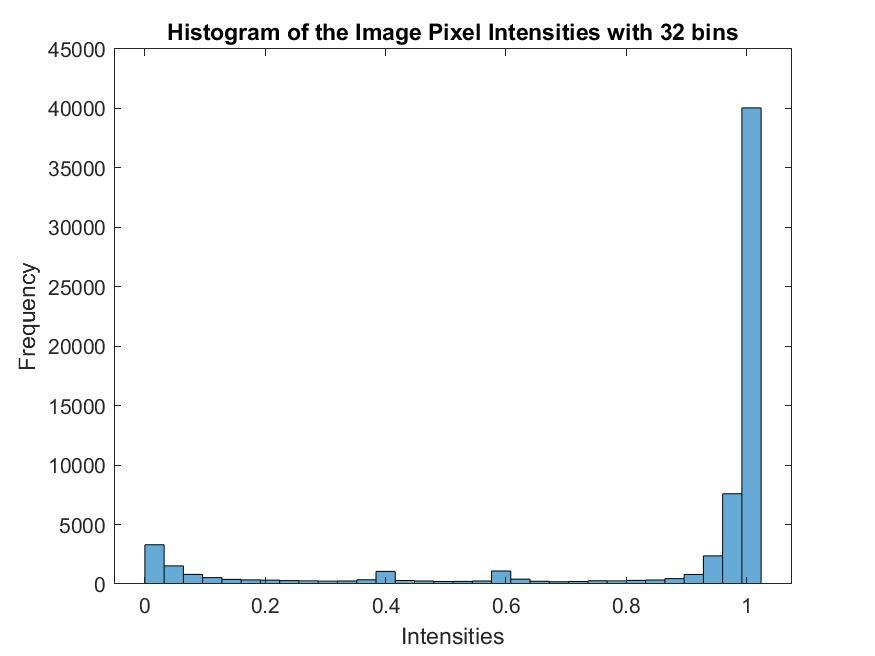 Histogram of the Image Pixel Intensities with 32 bins
45000
40000
35000
30000
25000
20000
15000
10000
5000
0
Frequency
0 0.2 0.4 0.6 0.8 1
Intensities